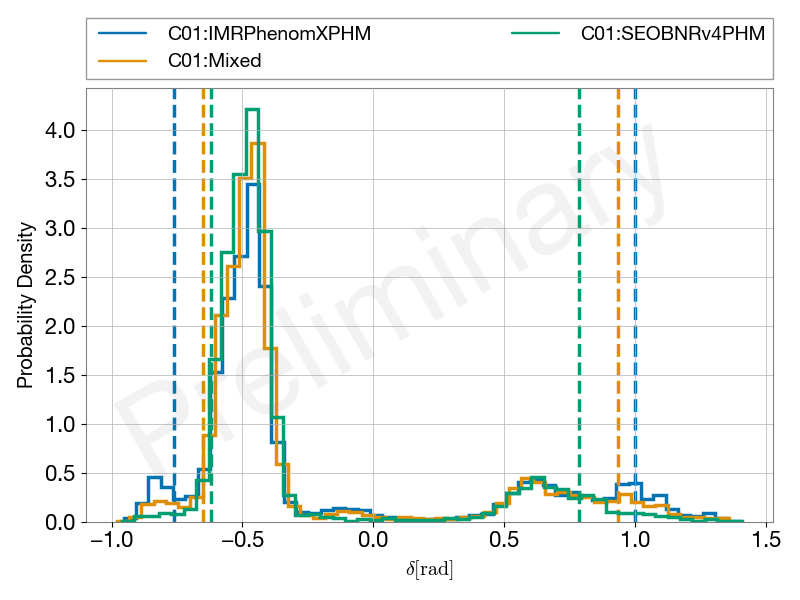 C01:IMRPhenomXPHM
C01:Mixed
C01:SEOBNRv4PHM
Preliminary
Probability Density
4.0
3.5
3.0
2.5
2.0
1.5
1.0
0.5
0.0
−1.0 −0.5 0.0 0.5 1.0 1.5
δ[rad]